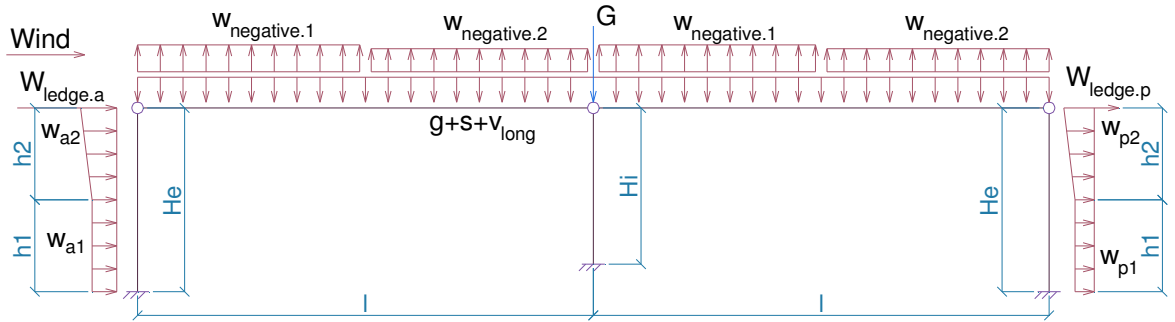 G
Wind
w negative.1
w negative.2
w negative.1
w negative.2
W ledge.a
W ledge.p
g+s+v long
w a2
w p2
h2
h2
He
Hi
He
w a1
w p1
h1
h1
l
l